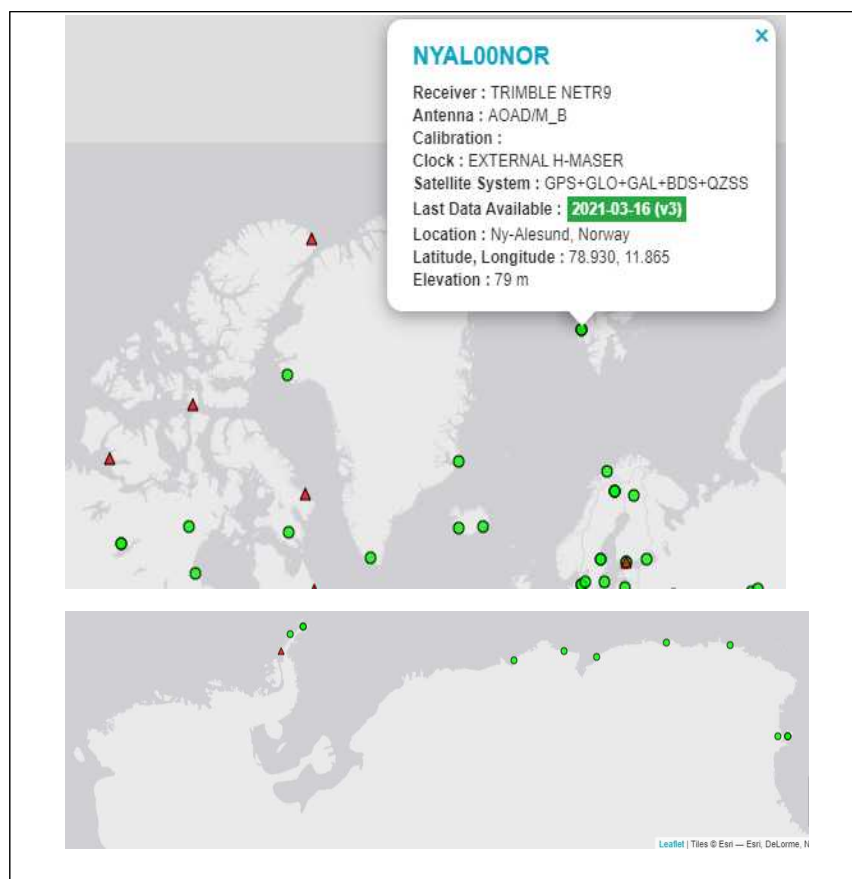 ×
NYAL00NOR
Receiver : TRIMBLE NETR9
Antenna : AOAD/M_B
Calibration :
Clock : EXTERNAL H-MASER
Satellite System : GPS+GLO+GAL+BDS+QZSS
Last Data Available : 2021-03-16 (v3)
Location : Ny-Alesund, Norway
Latitude, Longitude : 78.930, 11.865
Elevation : 79 m
Leaflet | Tiles © Esri — Esri, DeLorme, N